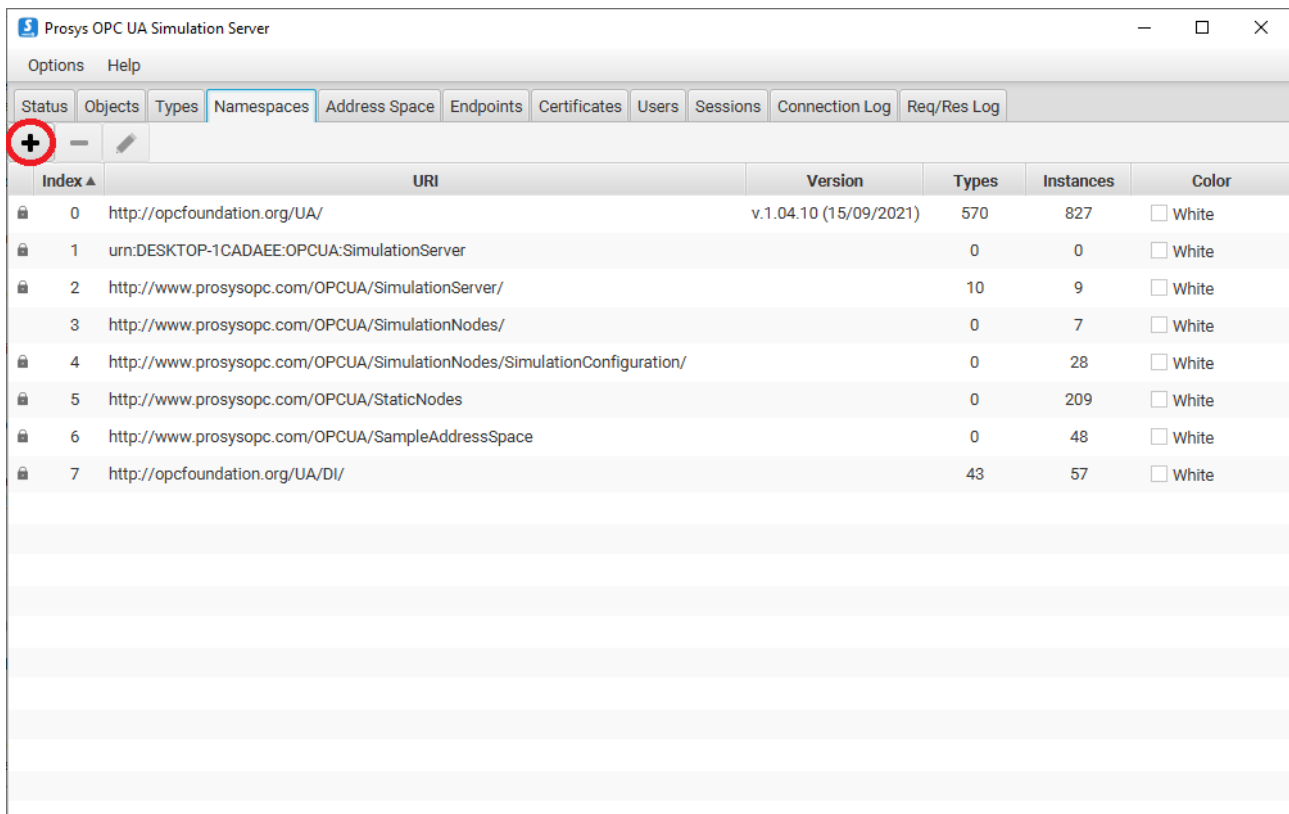 Prosys OPC UA Simulation Server
Options Help
Status Objects Types Namespaces Address Space Endpoints Certificates Users Sessions Connection Log Req/Res Log
Index URI Version Types Instances Color
0 http://opcfoundation.org/UA/ v.1.04.10 (15/09/2021) 570 827 White
1 urn:DESKTOP-1CADAEE:OPCUA:SimulationServer 0 0 White
2 http://www.prosysopc.com/OPCUA/SimulationServer/ 10 9 White
3 http://www.prosysopc.com/OPCUA/SimulationNodes/ 0 7 White
4 http://www.prosysopc.com/OPCUA/SimulationNodes/SimulationConfiguration/ 0 28 White
5 http://www.prosysopc.com/OPCUA/StaticNodes 0 209 White
6 http://www.prosysopc.com/OPCUA/SampleAddressSpace 0 48 White
7 http://opcfoundation.org/UA/DI/ 43 57 White